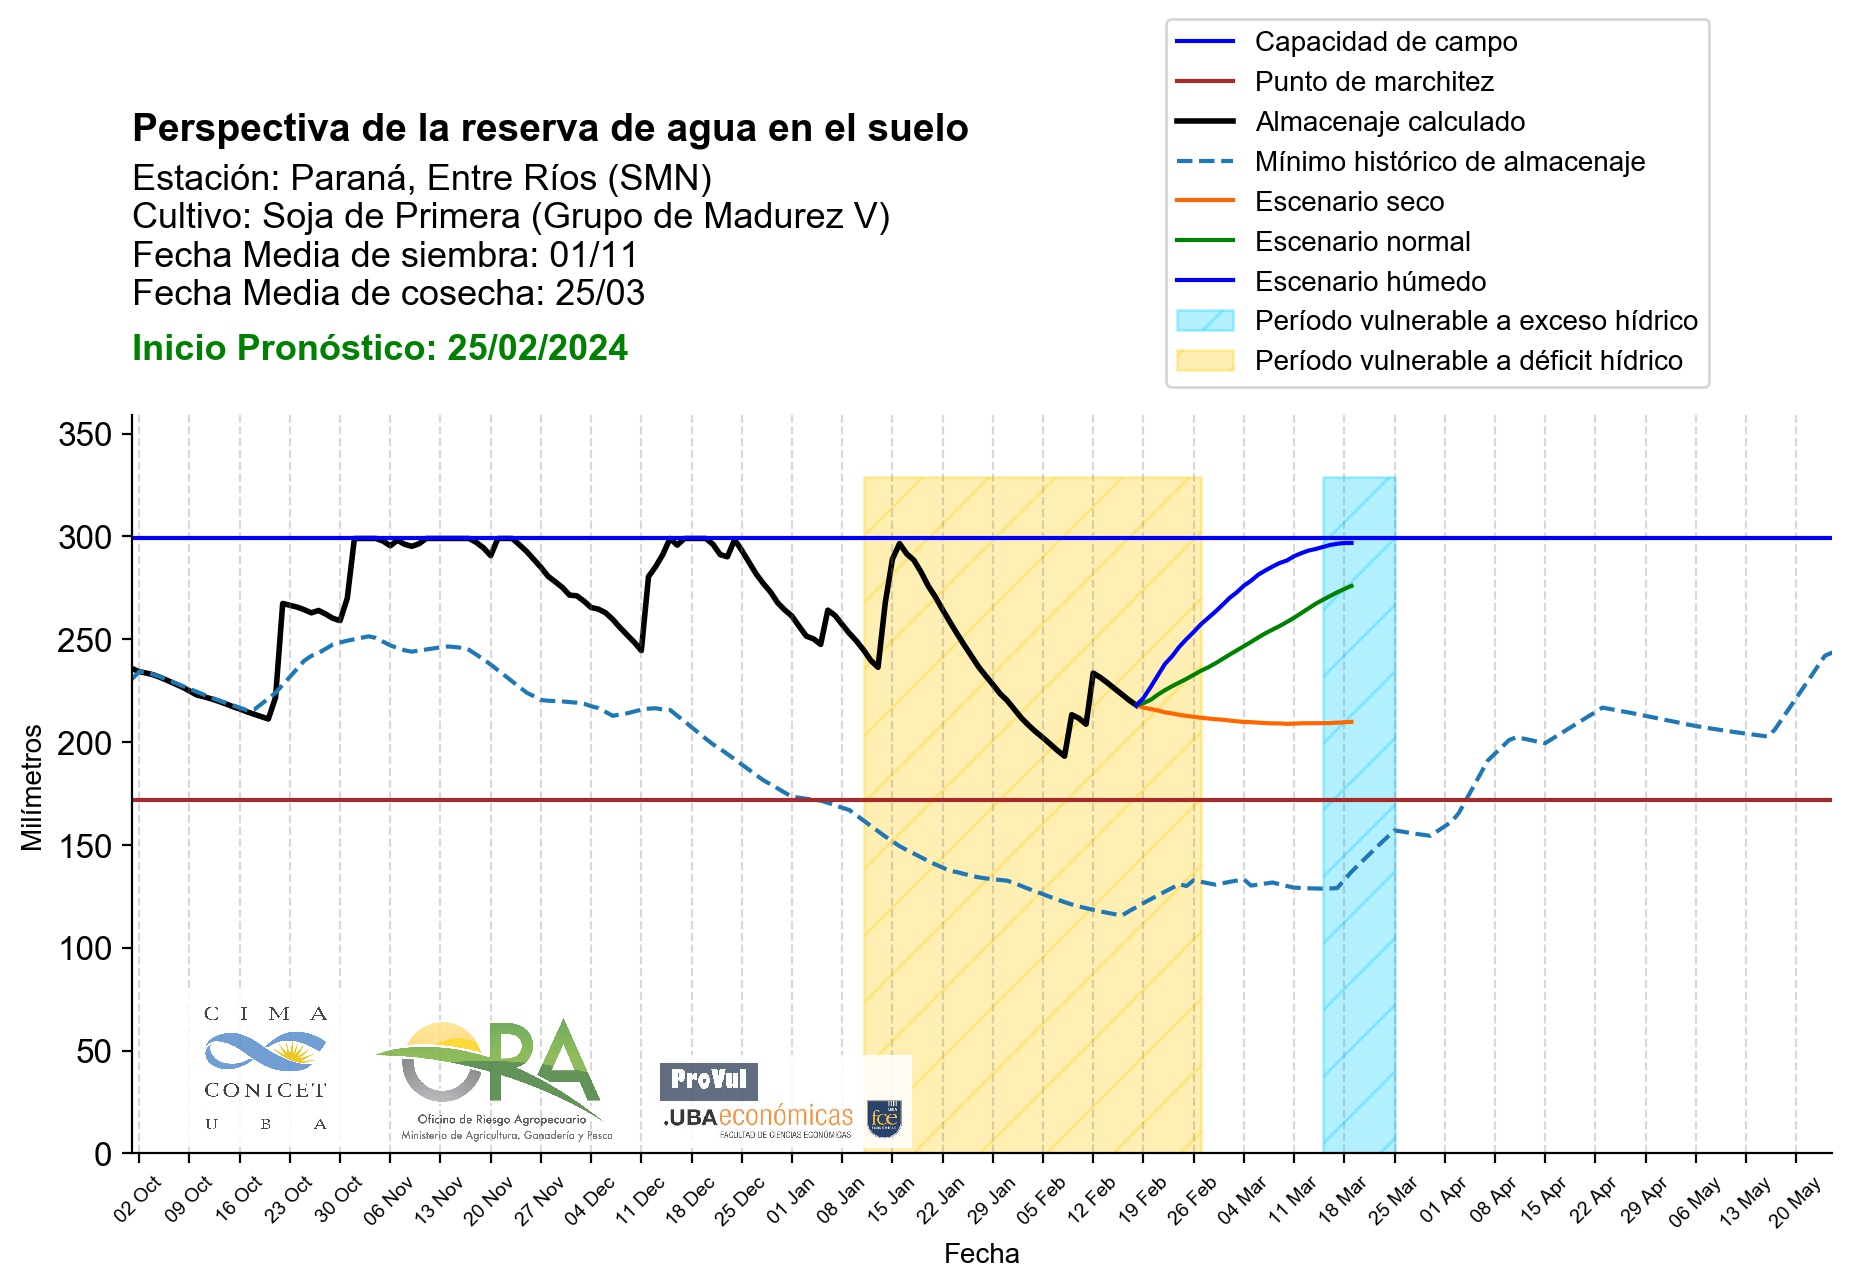 Capacidad de campo
Punto de marchitez
Almacenaje calculado
Mínimo histórico de almacenaje
Escenario seco
Escenario normal
Escenario húmedo
Período vulnerable a exceso hídrico
Período vulnerable a déficit hídrico
Perspectiva de la reserva de agua en el suelo
Estación: Paraná, Entre Ríos (SMN)
Cultivo: Soja de Primera (Grupo de Madurez V)
Fecha Media de siembra: 01/11
Fecha Media de cosecha: 25/03
Inicio Pronóstico: 25/02/2024
350
300
250
200
150
100
50
0
Milímetros
CIMA
CONICET
UBA
ORA
Oficina de Riesgo Agropecuario
Ministerio de Agricultura, Ganadería y Pesca
ProVul
.UBAeconómicas
FACULTAD DE CIENCIAS ECONÓMICAS
UBA
fce
ECONÓMICAS
02 Oct
09 Oct
16 Oct
23 Oct
30 Oct
06 Nov
13 Nov
20 Nov
27 Nov
04 Dec
11 Dec
18 Dec
25 Dec
01 Jan
08 Jan
15 Jan
22 Jan
29 Jan
05 Feb
12 Feb
19 Feb
26 Feb
04 Mar
11 Mar
18 Mar
25 Mar
01 Apr
08 Apr
15 Apr
22 Apr
29 Apr
06 May
13 May
20 May
Fecha